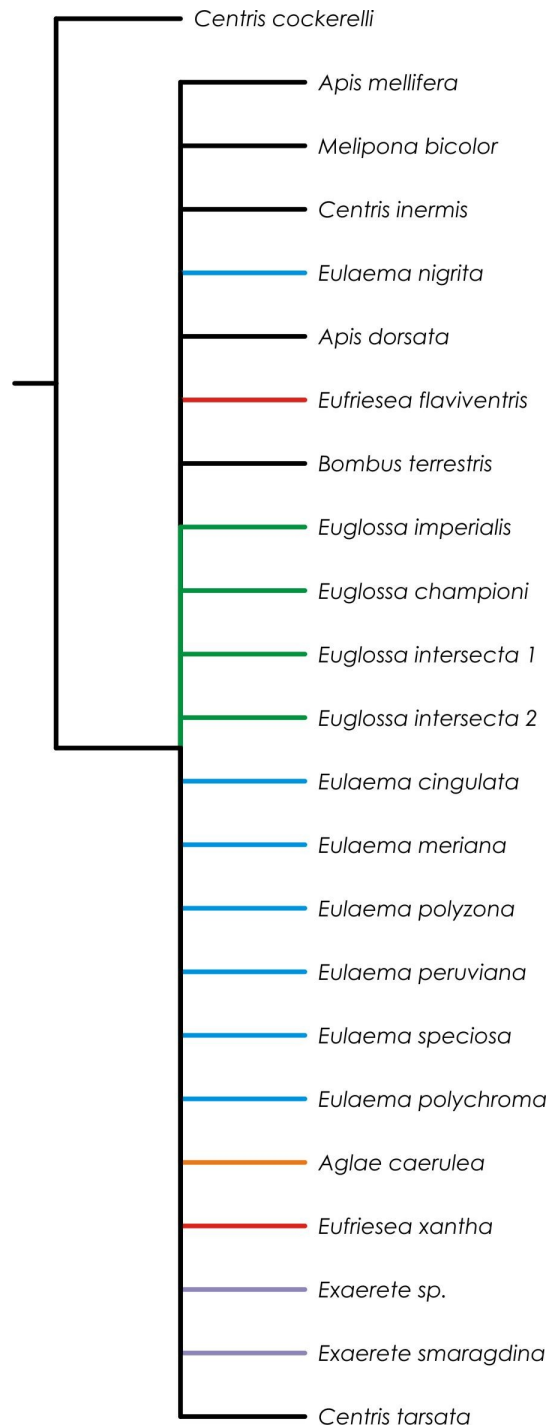 Centris cockerelli
Apis mellifera
Melipona bicolor
Centris inermis
Eulaema nigrita
Apis dorsata
Eufriesea flaviventris
Bombus terrestris
Euglossa imperialis
Euglossa championi
Euglossa intersecta 1
Euglossa intersecta 2
Eulaema cingulata
Eulaema meriana
Eulaema polyzona
Eulaema peruviana
Eulaema speciosa
Eulaema polychroma
Aglae caerulea
Eufriesea xantha
Exaerete sp.
Exaerete smaragdina
Centris tarsata